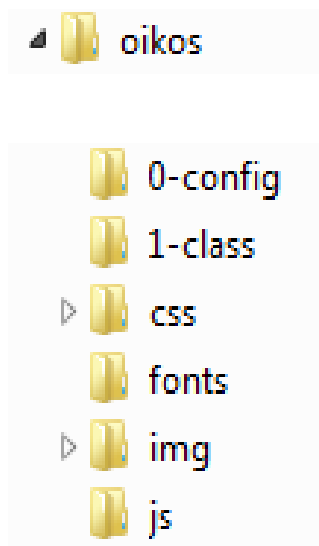 oikos
0-config
1-class
css
fonts
img
js